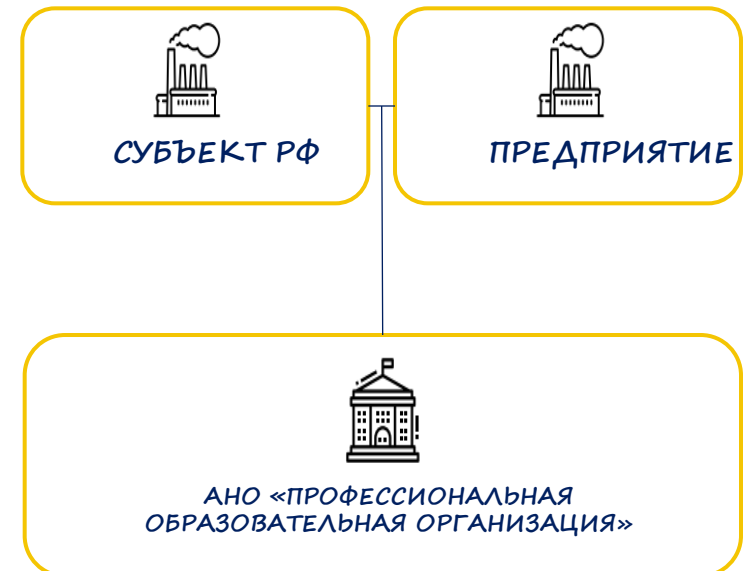 СУБЪЕКТ РФ
ПРЕДПРИЯТИЕ
АНО «ПРОФЕССИОНАЛЬНАЯ
ОБРАЗОВАТЕЛЬНАЯ ОРГАНИЗАЦИЯ»